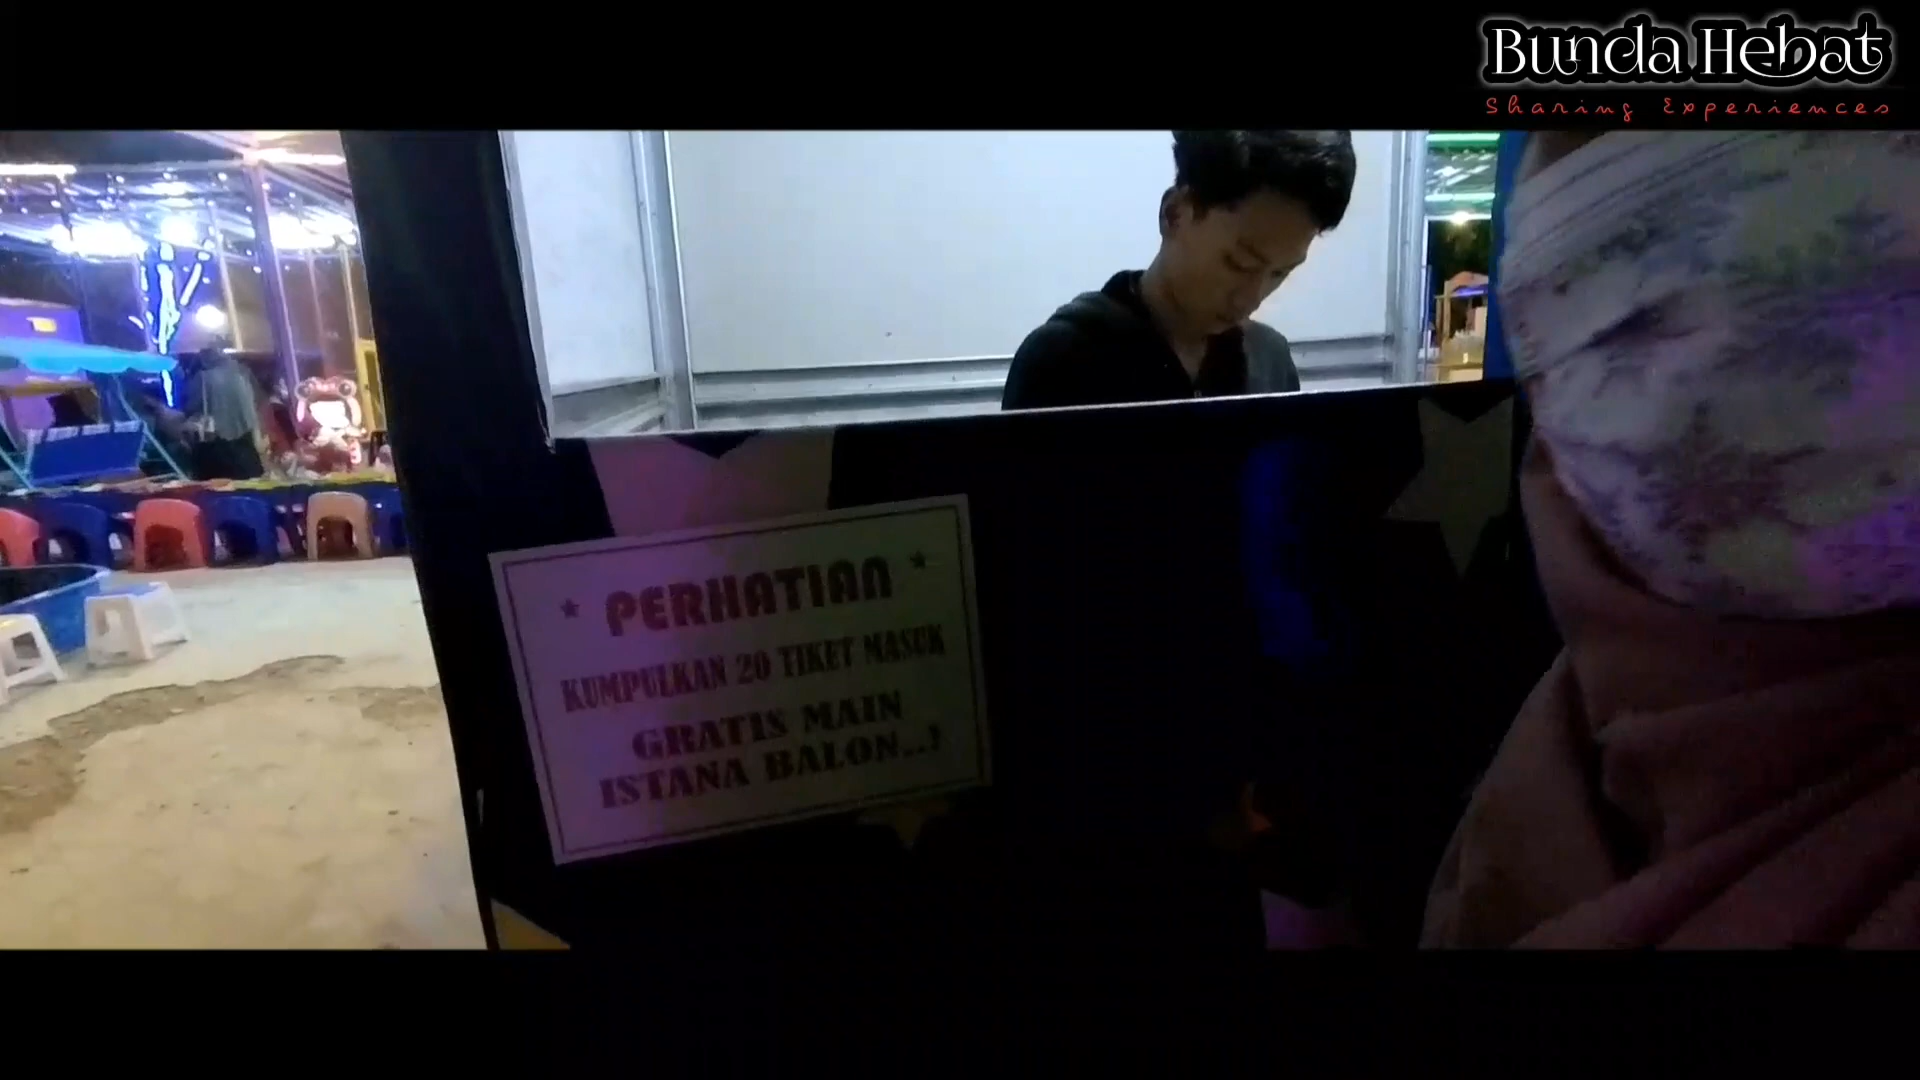 Bunda Hebat
Sharing Experiences
* PERHATIAN *
KUMPULKAN 20 TIKET MASUK
GRATIS MAIN
ISTANA BALON...!